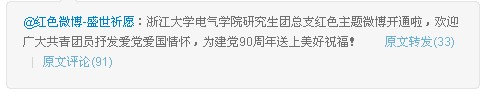 @红色微博-盛世祈愿：浙江大学电气学院研究生团总支红色主题微博开通啦，欢迎
广大共青团员抒发爱党爱国情怀，为建党90周年送上美好祝福！ 原文转发(33)
| 原文评论(91)